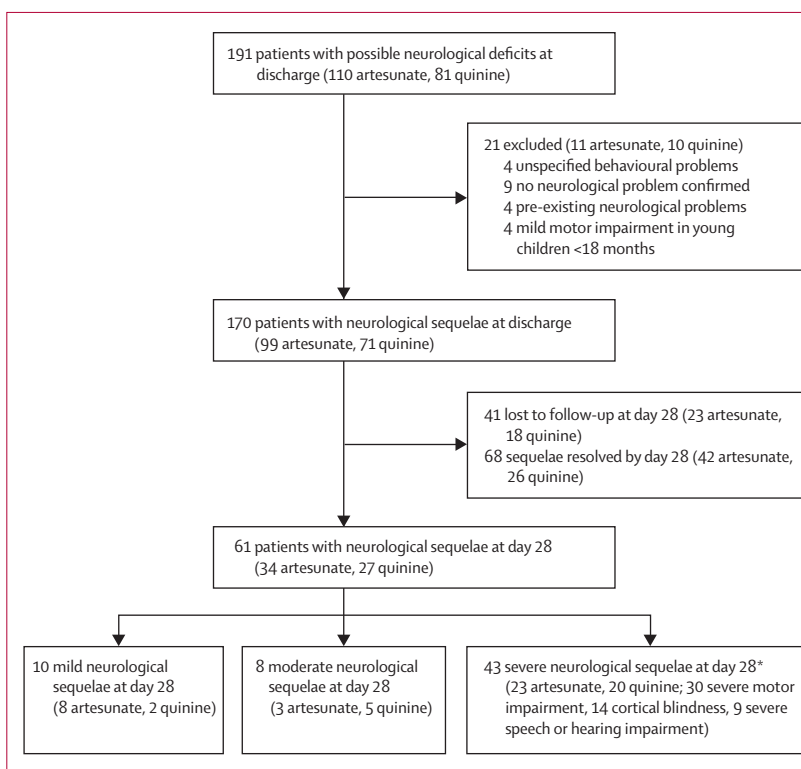 191 patients with possible neurological deficits at
discharge (110 artesunate, 81 quinine)
21 excluded (11 artesunate, 10 quinine)
4 unspecified behavioural problems
9 no neurological problem confirmed
4 pre-existing neurological problems
4 mild motor impairment in young
children <18 months
170 patients with neurological sequelae at discharge
(99 artesunate, 71 quinine)
41 lost to follow-up at day 28 (23 artesunate,
18 quinine)
68 sequelae resolved by day 28 (42 artesunate,
26 quinine)
61 patients with neurological sequelae at day 28
(34 artesunate, 27 quinine)
10 mild neurological
sequelae at day 28
(8 artesunate, 2 quinine)
8 moderate neurological
sequelae at day 28
(3 artesunate, 5 quinine)
43 severe neurological sequelae at day 28*
(23 artesunate, 20 quinine; 30 severe motor
impairment, 14 cortical blindness, 9 severe
speech or hearing impairment)